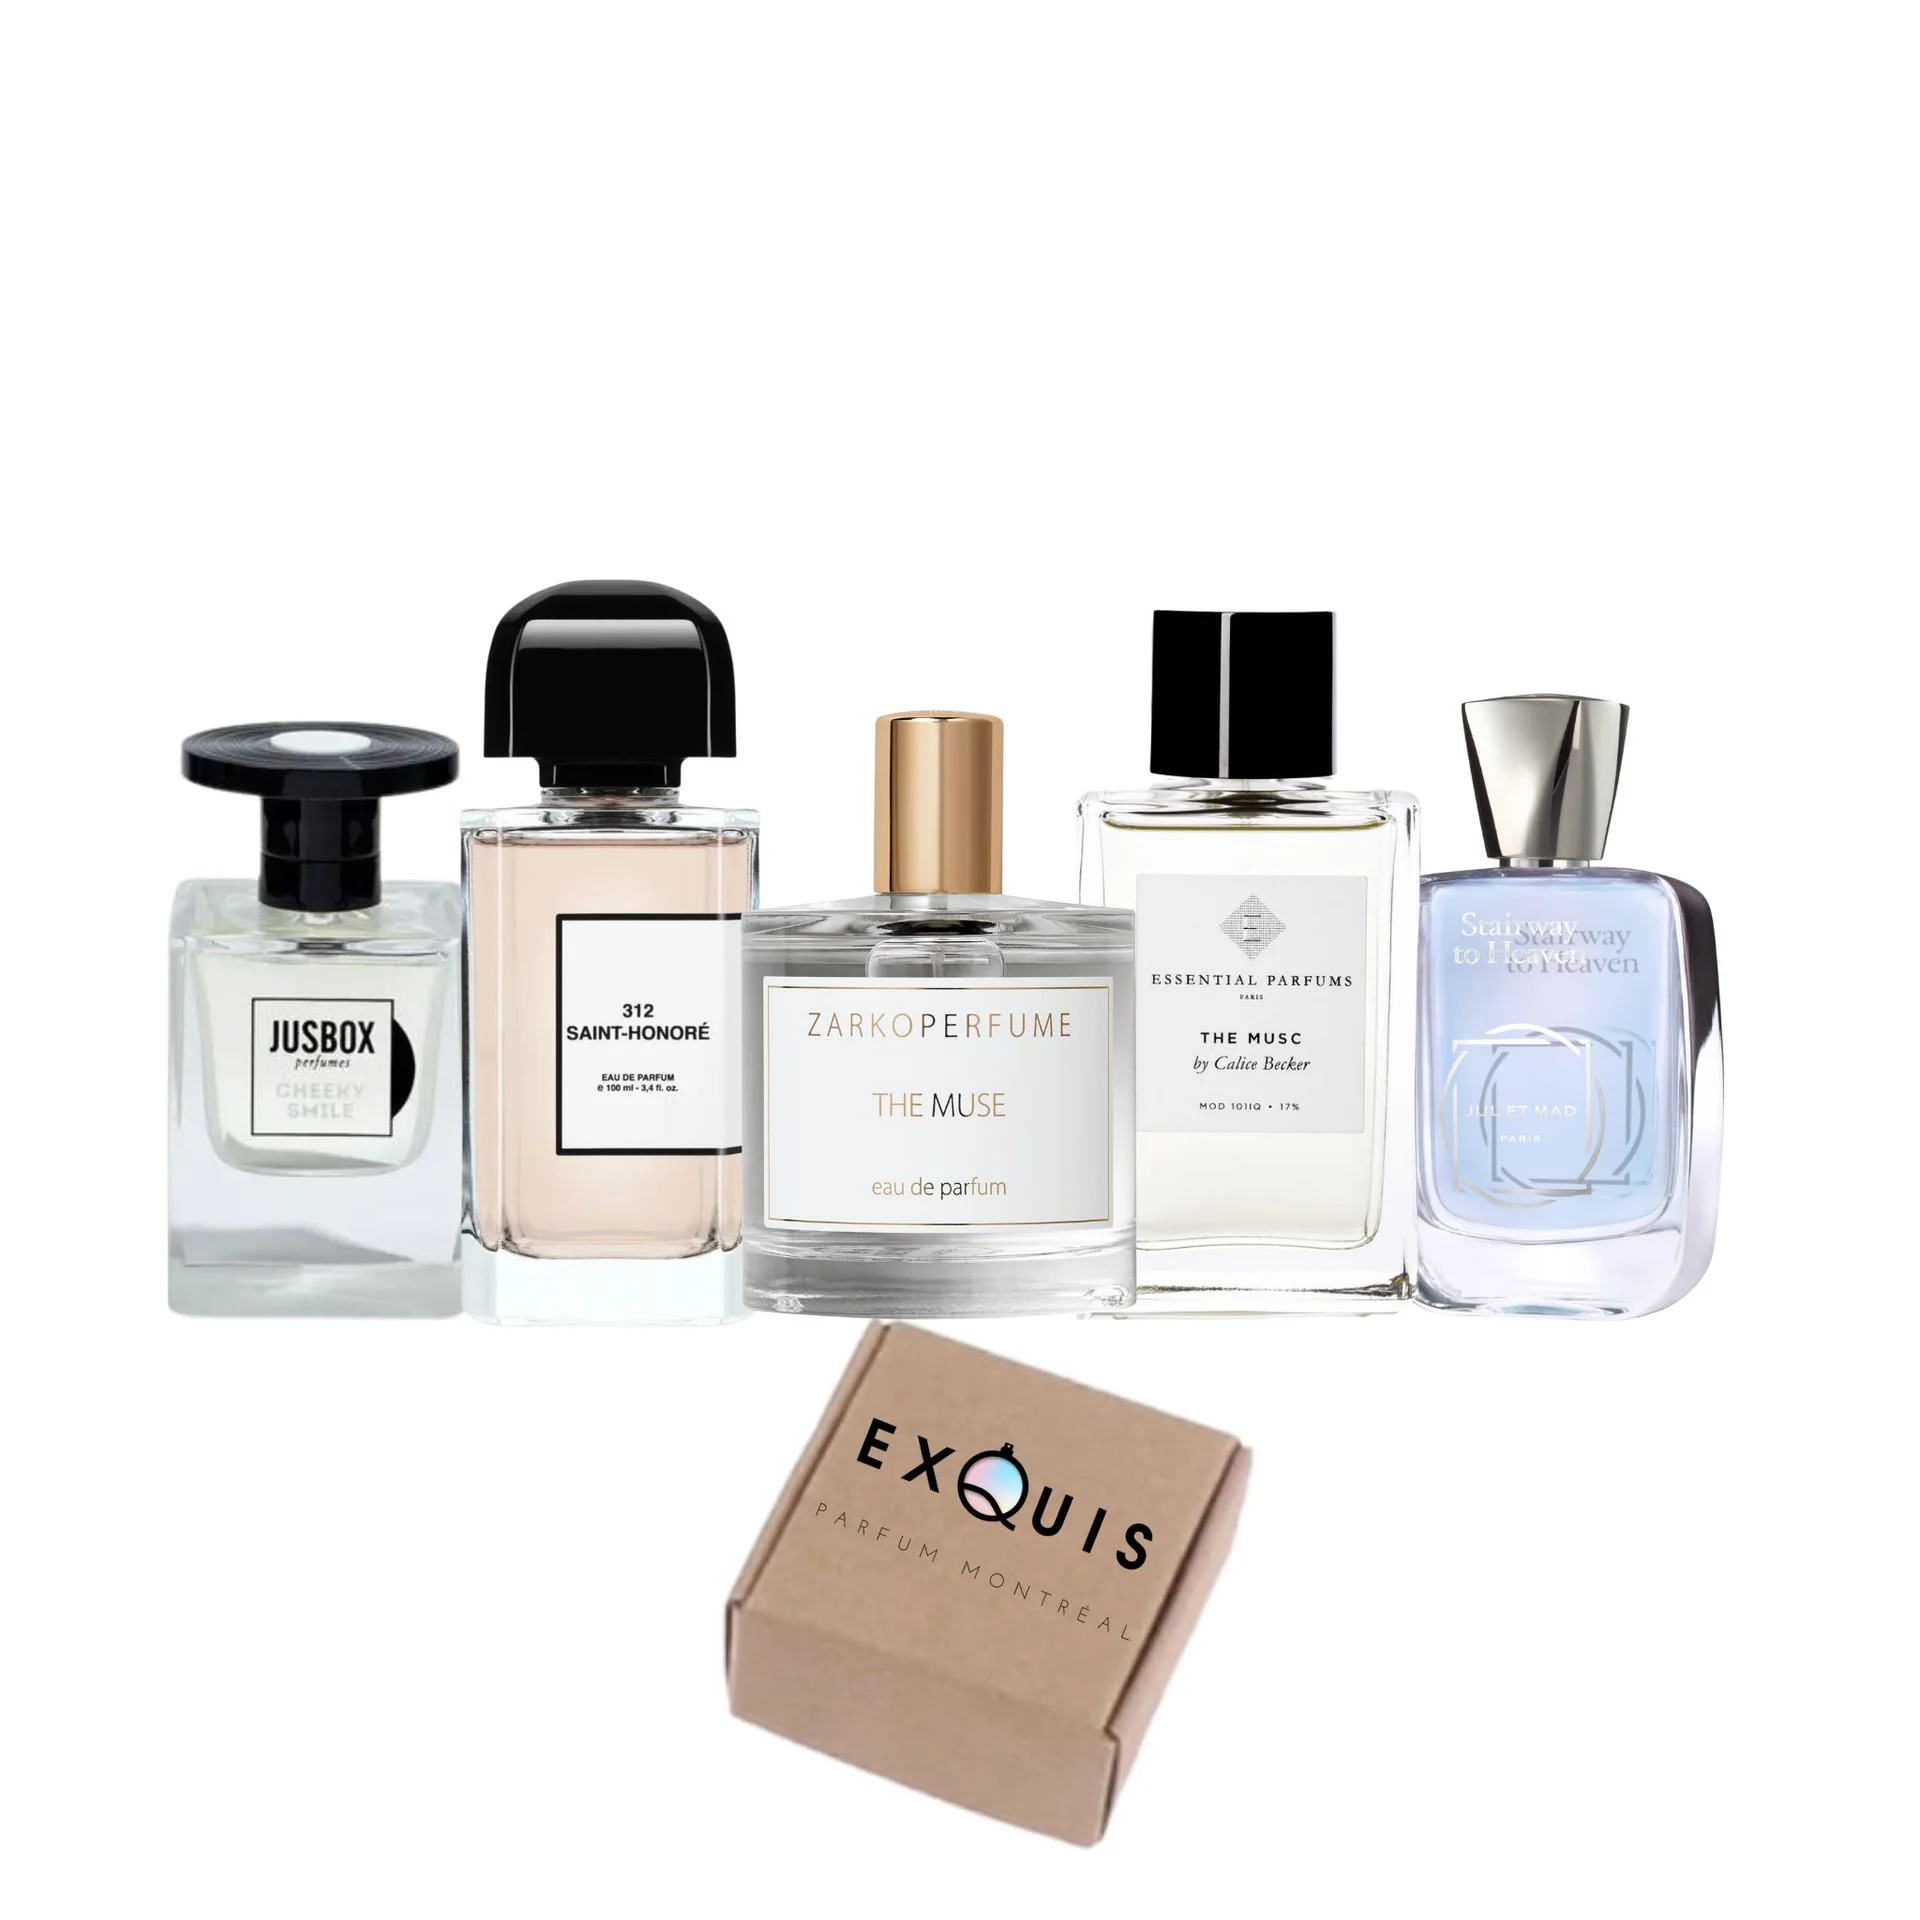 JUSBOX
perfumes
CHEEKY
SMILE
312
SAINT-HONORÉ
EAU DE PARFUM
e 100 ml - 3,4 fl. oz.
ZARKOPERFUME
THE MUSE
eau de parfum
E
ESSENTIAL PARFUMS
PARIS
THE MUSC
by Calice Becker
MOD 101IQ • 17%
Stairway
to Heaven
JUL ET MAD
PARIS
EXQUIS
PARFUM MONTRÉAL